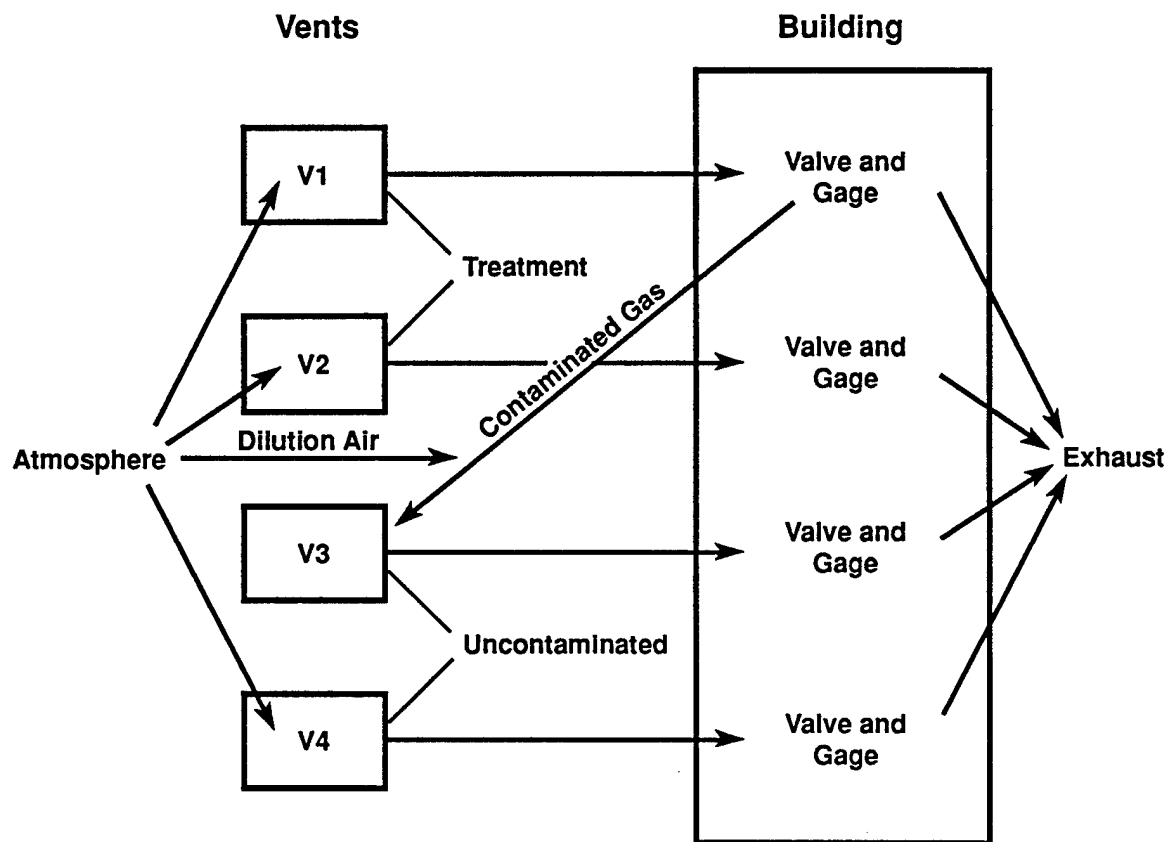 Vents
Building
V1
Valve and
Gage
Treatment
Contaminated Gas
V2
Valve and
Gage
Dilution Air
Atmosphere
Exhaust
V3
Valve and
Gage
Uncontaminated
V4
Valve and
Gage